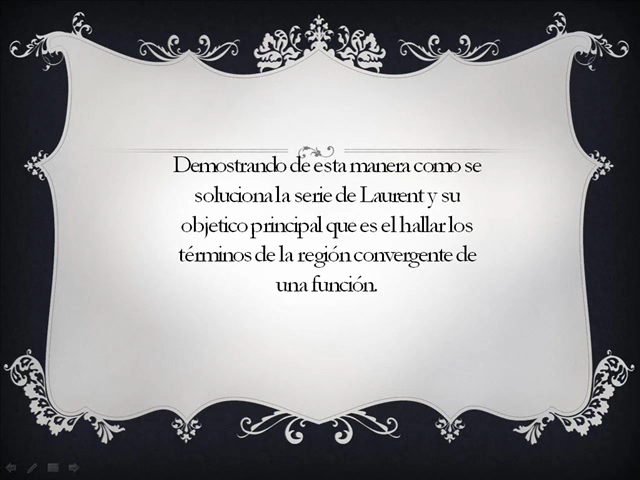 Demostrando de esta manera como se
soluciona la serie de Laurent y su
objetico principal que es el hallar los
términos de la región convergente de
una función.